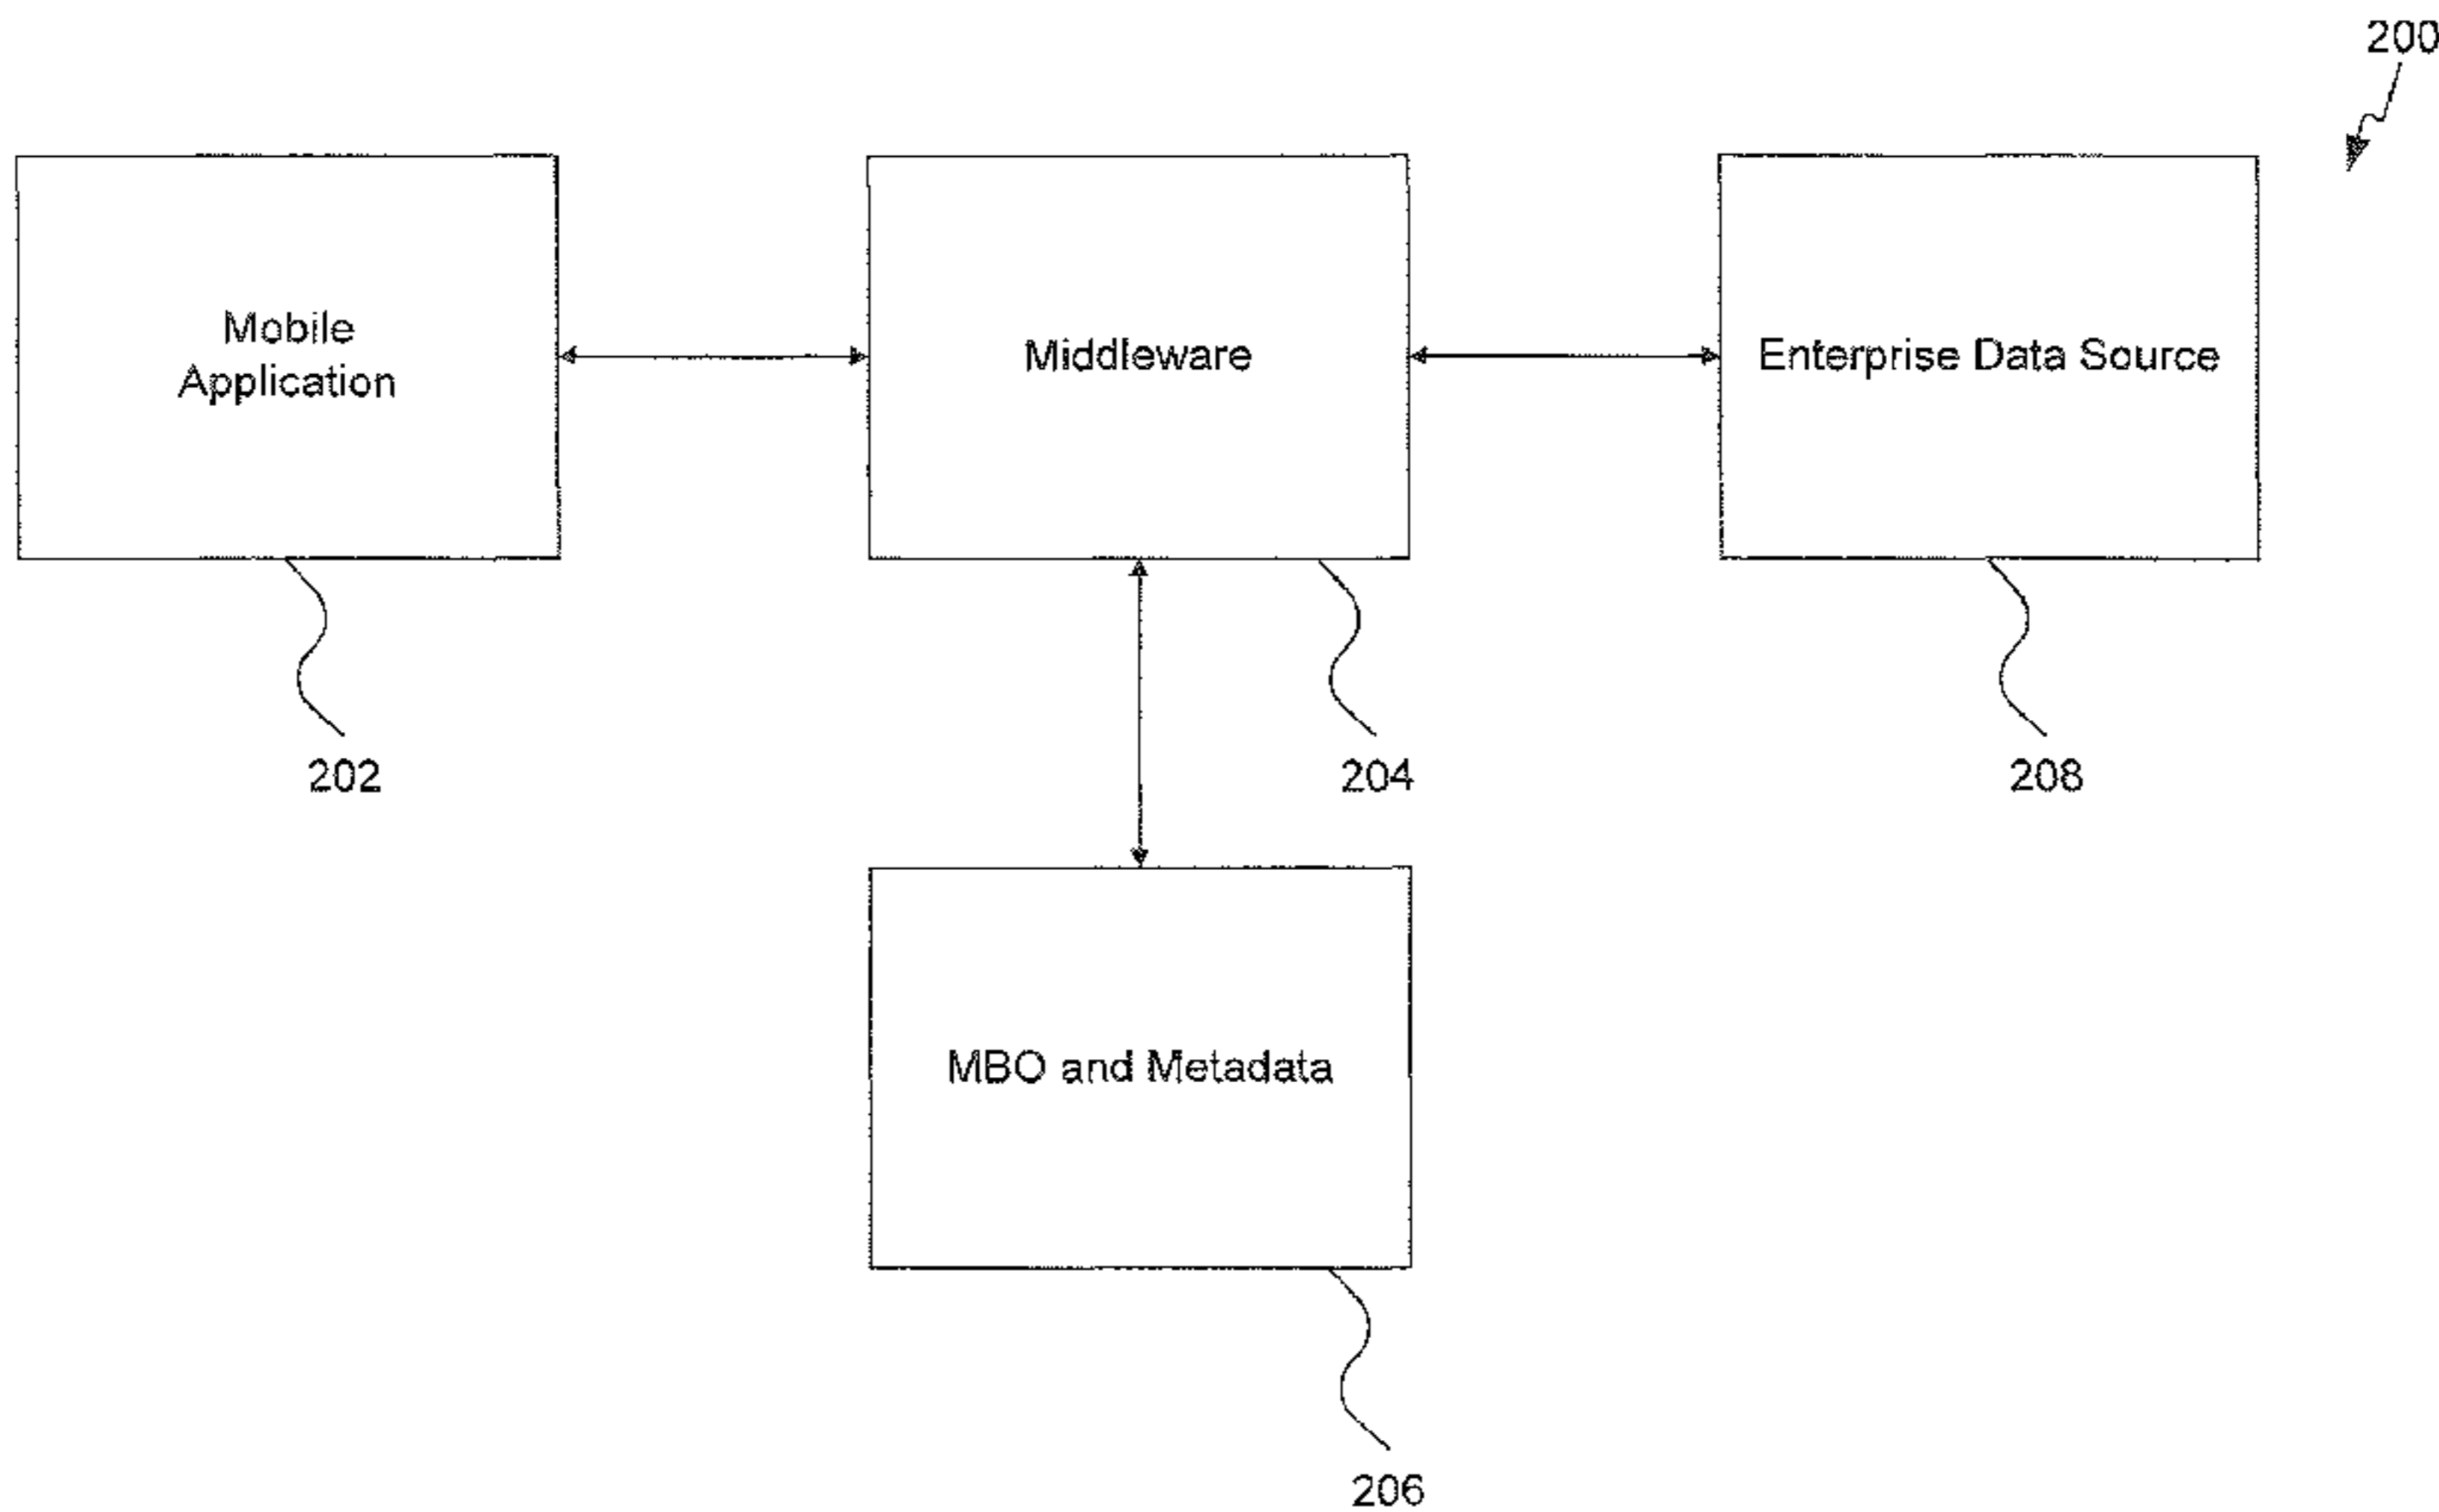 200
Mobile
Application
Middleware
Enterprise Data Source
202
204
208
MBO and Metadata
206